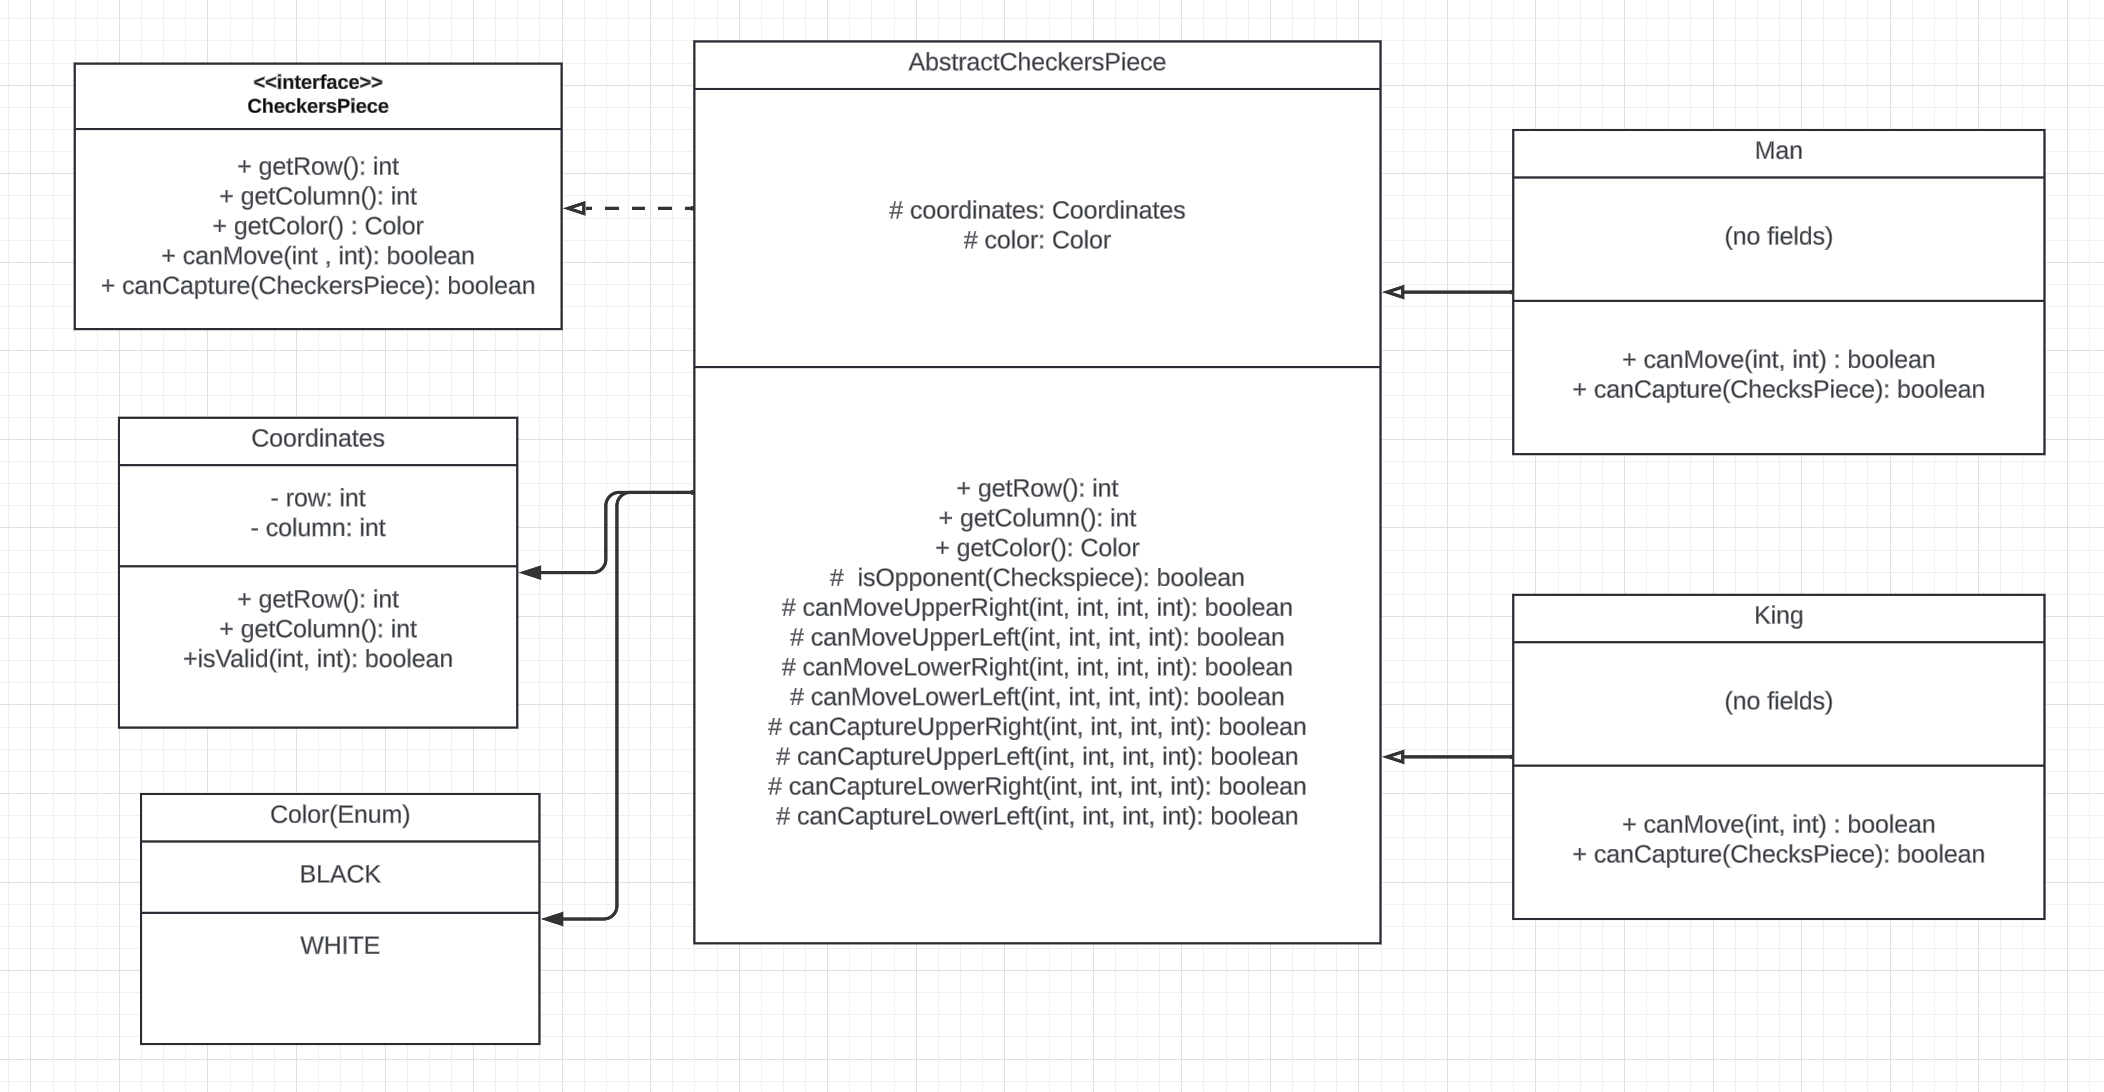 <<interface>>
CheckersPiece
+ getRow(): int
+ getColumn(): int
+ getColor() : Color
+ canMove(int , int): boolean
+ canCapture(CheckersPiece): boolean
Coordinates
- row: int
- column: int
+ getRow(): int
+ getColumn(): int
+isValid(int, int): boolean
Color(Enum)
BLACK
WHITE
AbstractCheckersPiece
# coordinates: Coordinates
# color: Color
+ getRow(): int
+ getColumn(): int
+ getColor(): Color
#  isOpponent(Checkspiece): boolean
# canMoveUpperRight(int, int, int, int): boolean
# canMoveUpperLeft(int, int, int, int): boolean
# canMoveLowerRight(int, int, int, int): boolean
# canMoveLowerLeft(int, int, int, int): boolean
# canCaptureUpperRight(int, int, int, int): boolean
# canCaptureUpperLeft(int, int, int, int): boolean
# canCaptureLowerRight(int, int, int, int): boolean
# canCaptureLowerLeft(int, int, int, int): boolean
Man
(no fields)
+ canMove(int, int) : boolean
+ canCapture(ChecksPiece): boolean
King
(no fields)
+ canMove(int, int) : boolean
+ canCapture(ChecksPiece): boolean